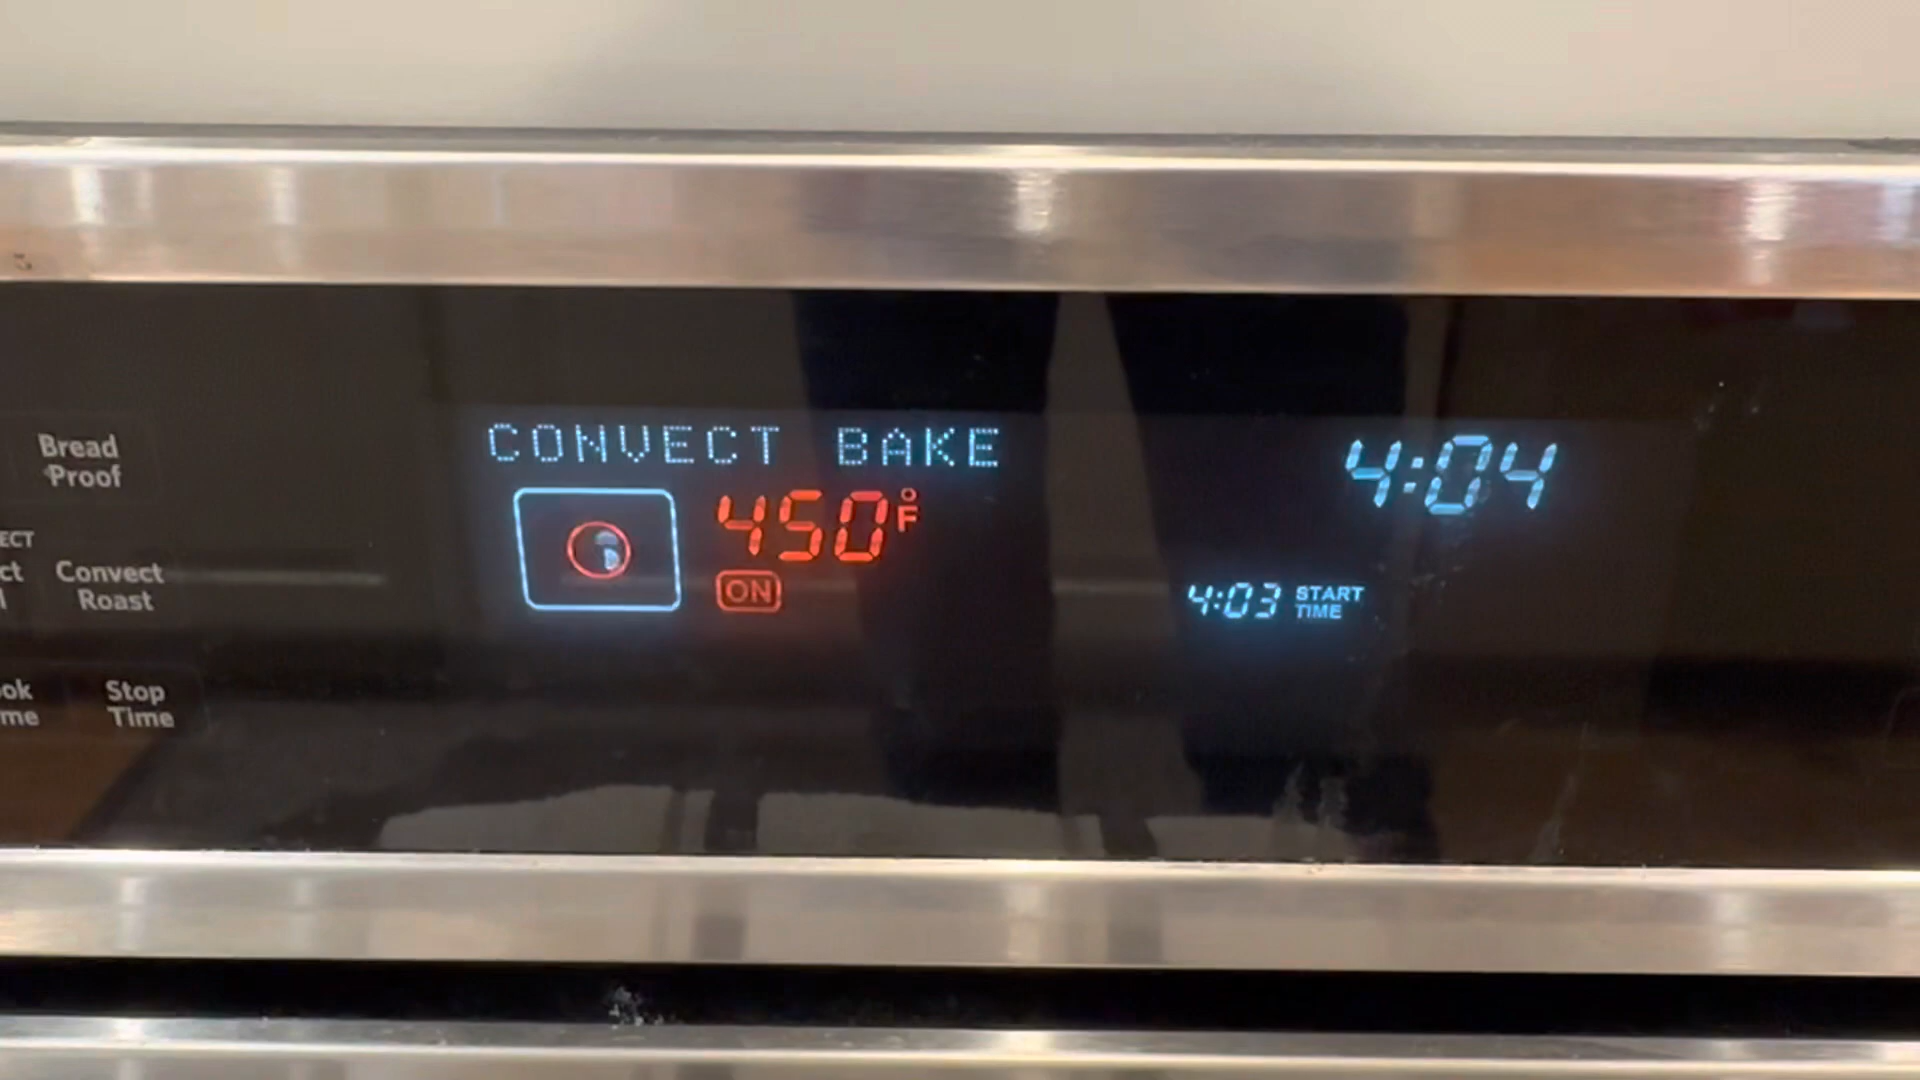 CONVECT BAKE
450°F
ON
4:04
4:03 START TIME
Bread
Proof
Convect
Roast
Stop
Time